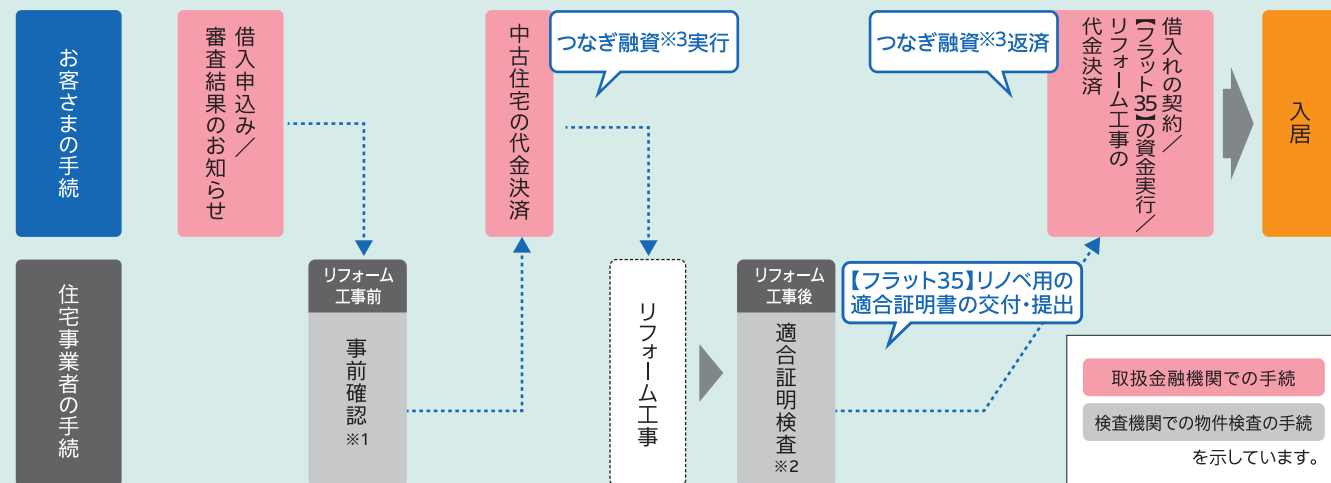 お客さまの手続
借入申込み／
審査結果のお知らせ
中古住宅の代金決済
つなぎ融資※3実行
つなぎ融資※3返済
借入れの契約／
【フラット35】の資金実行／
リフォーム工事の
代金決済
入居
住宅事業者の手続
リフォーム
工事前
事前確認
※1
リフォーム工事
リフォーム
工事後
適合証明検査
※2
【フラット35】リノベ用の
適合証明書の交付・提出
取扱金融機関での手続
検査機関での物件検査の手続
を示しています。